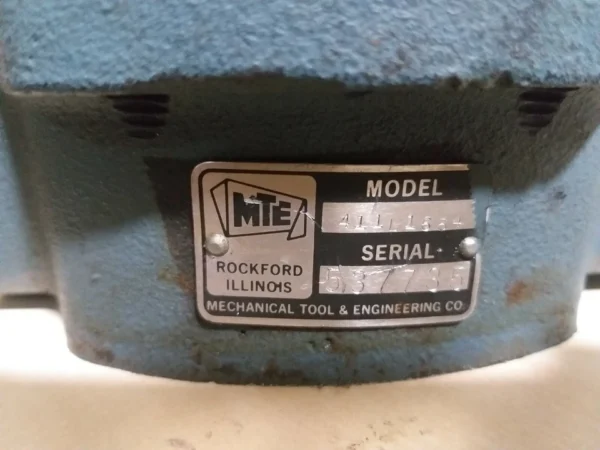 MTE
ROCKFORD
ILLINOIS
MODEL
SERIAL
MECHANICAL TOOL & ENGINEERING CO